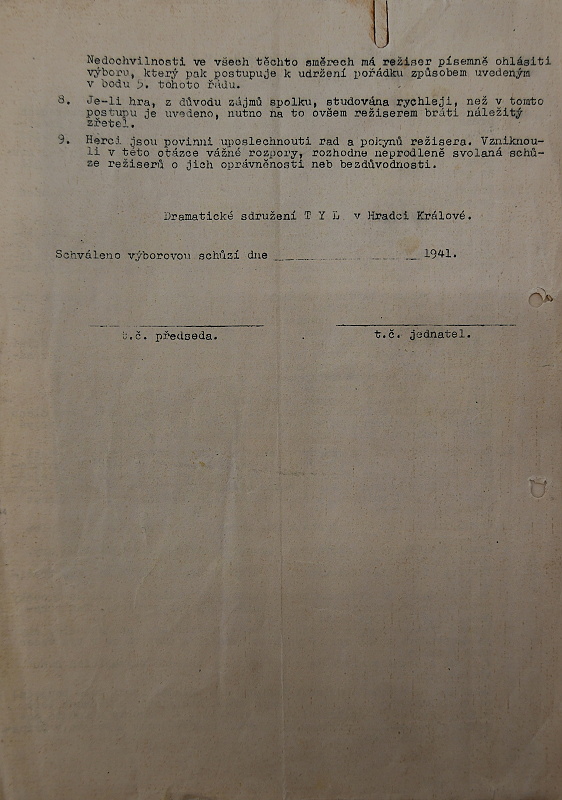 Nedochvilnosti ve všech těchto směrech má režiser písemně ohlásiti
výboru, který pak postupuje k udržení pořádku způsobem uvedeným
v bodu 5. tohoto řádu.
8. Je-li hra, z důvodu zájmů spolku, studována rychleji, než v tomto
postupu je uvedeno, nutno na to ovšem režiserem bráti náležitý
zřetel.
9. Herci jsou povinni uposlechnouti rad a pokynů režisera. Vzniknou-
li v této otázce vážné rozpory, rozhodne neprodleně svolaná schů-
ze režiserů o jich oprávněnosti neb bezdůvodnosti.
Dramatické sdružení T Y L v Hradci Králové.
Schváleno výborovou schůzí dne ____________________ 1941.
t.č. předseda. t.č. jednatel.